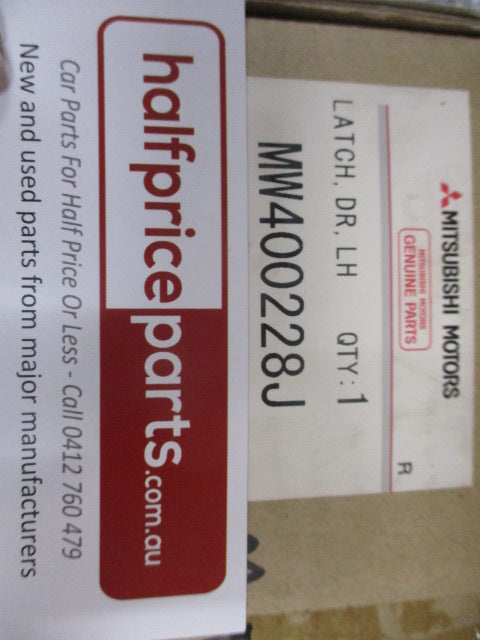 MITSUBISHI MOTORS
MITSUBISHI MOTORS
GENUINE PARTS
R
LATCH, DR, LH QTY: 1
MW400228J
halfpriceparts.com.au
Car Parts For Half Price Or Less - Call 0412 760 479
New and used parts from major manufacturers